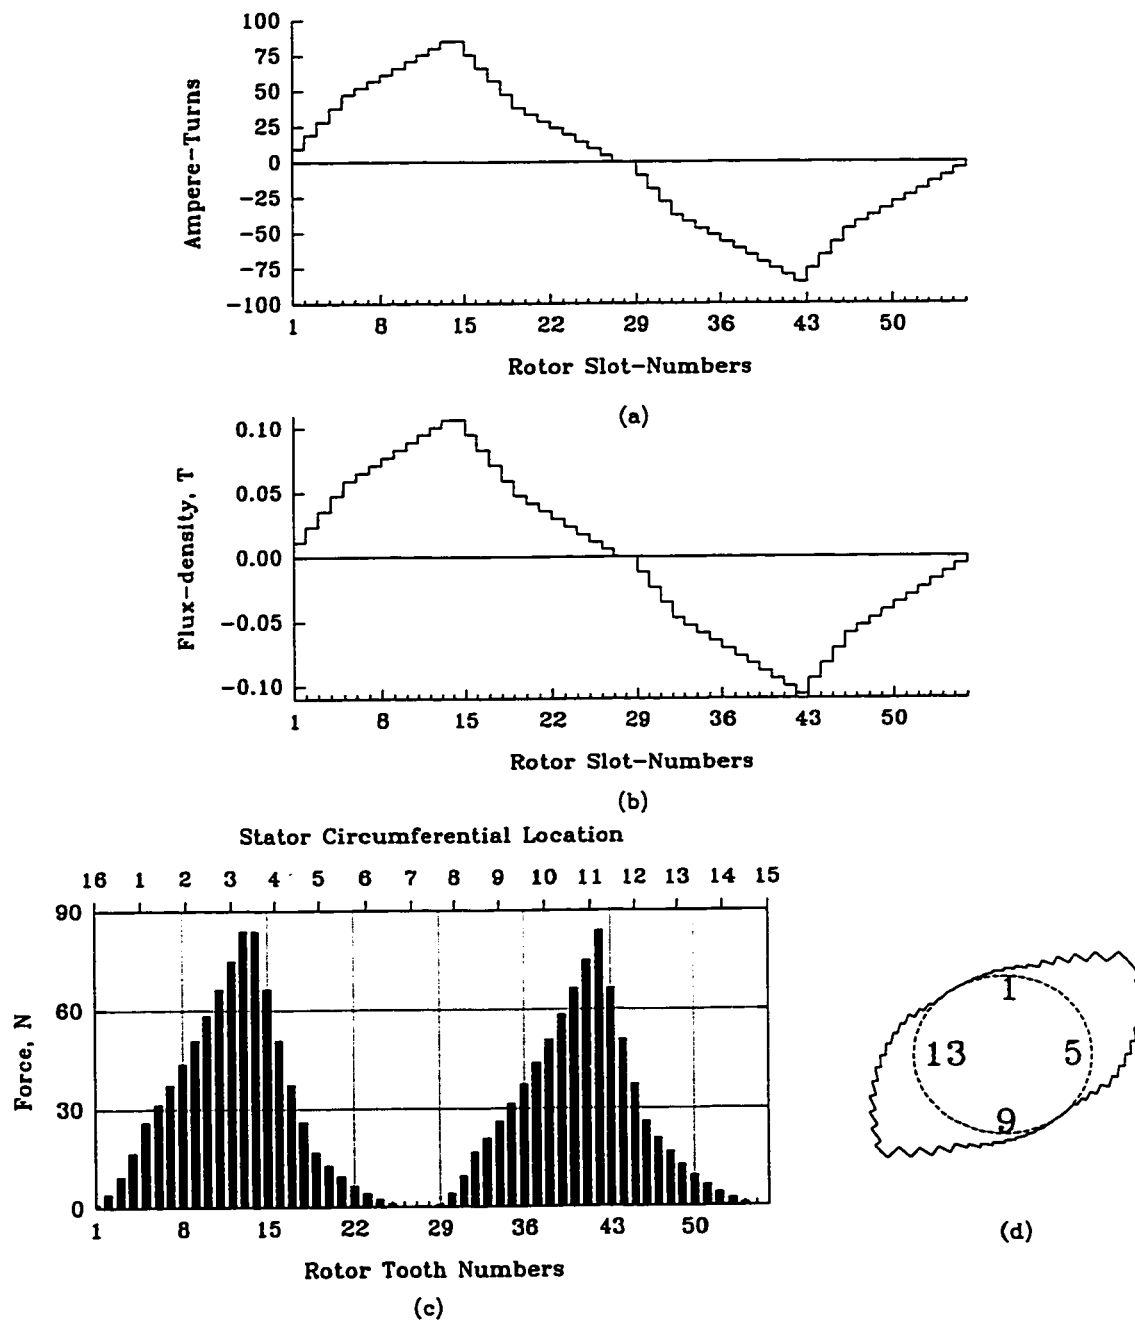 100
75
50
25
0
-25
-50
-75
-100
Ampere-Turns
1 8 15 22 29 36 43 50
Rotor Slot-Numbers
(a)
0.10
0.05
0.00
-0.05
-0.10
Flux-density, T
1 8 15 22 29 36 43 50
Rotor Slot-Numbers
(b)
Stator Circumferential Location
16 1 2 3 4 5 6 7 8 9 10 11 12 13 14 15
90
60
30
0
Force, N
1 8 15 22 29 36 43 50
Rotor Tooth Numbers
(c)
1
13 5
9
(d)